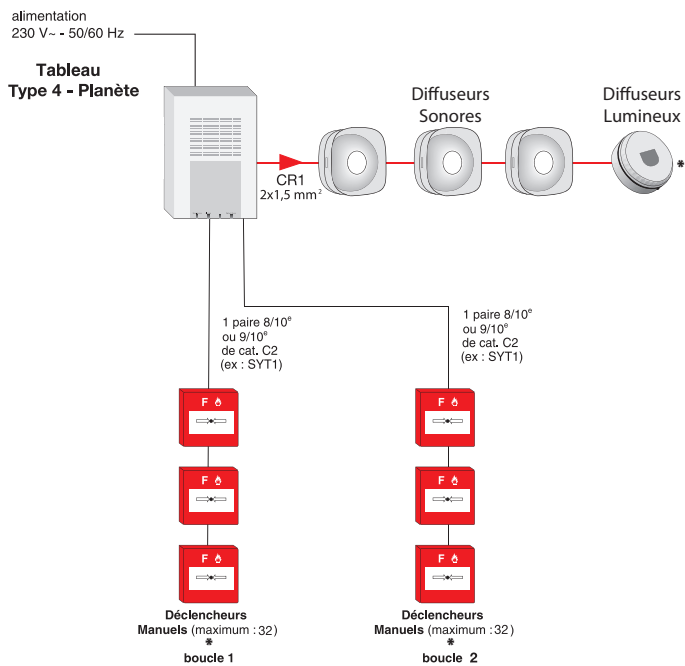 alimentation
230 V~ - 50/60 Hz
Tableau
Type 4 - Planète
Diffuseurs
Sonores
Diffuseurs
Lumineux
*
CR1
2x1,5 mm²
1 paire 8/10e
ou 9/10e
de cat. C2
(ex : SYT1)
1 paire 8/10e
ou 9/10e
de cat. C2
(ex : SYT1)
F
F
F
F
F
F
Déclencheurs
Manuels (maximum : 32)
*
boucle 1
Déclencheurs
Manuels (maximum : 32)
*
boucle 2